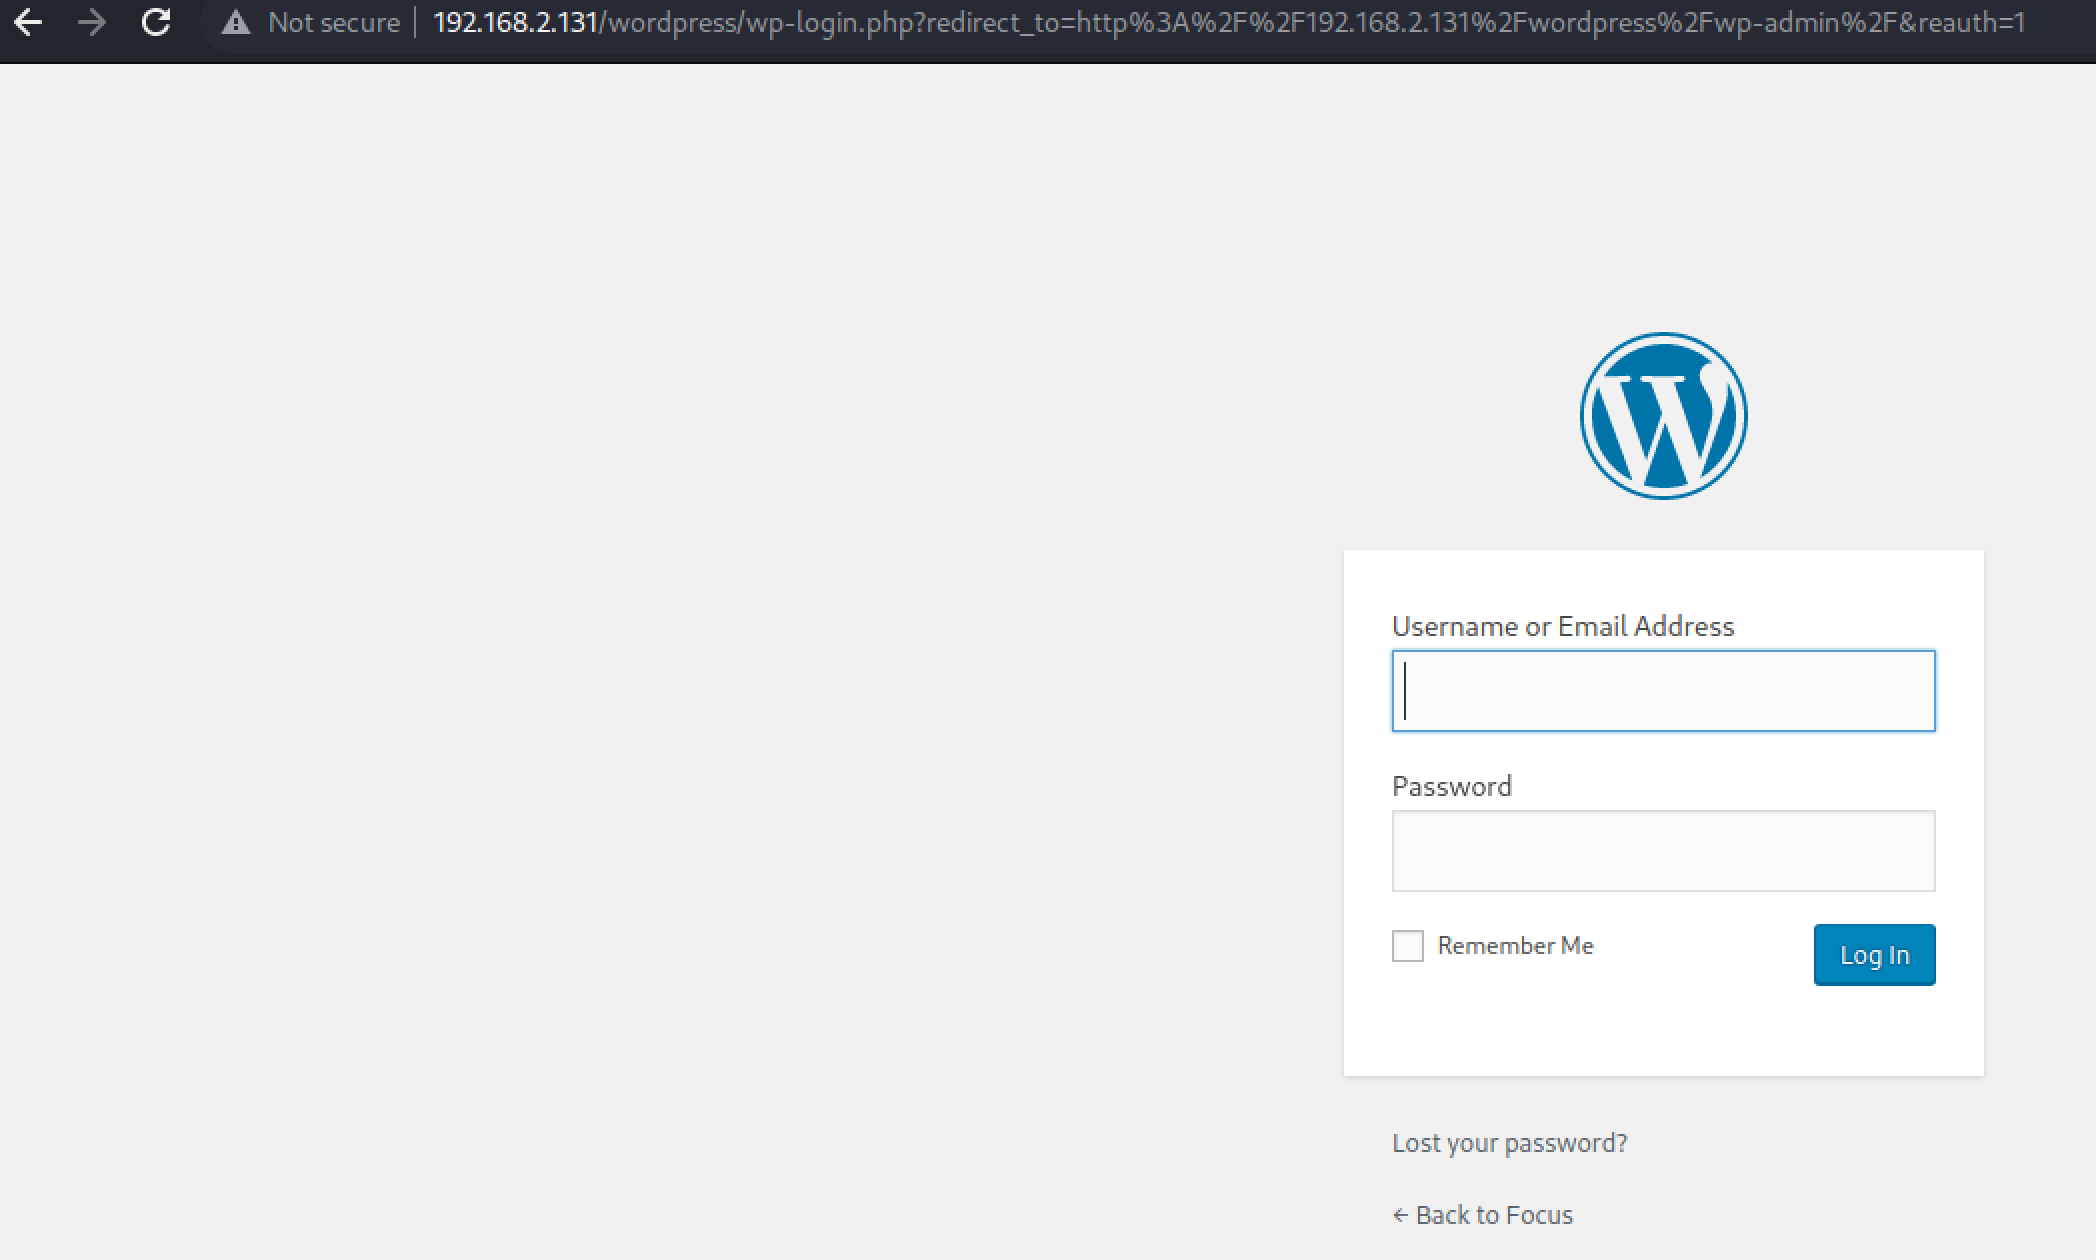 Not secure 192.168.2.131/wordpress/wp-login.php?redirect_to=http%3A%2F%2F192.168.2.131%2Fwordpress%2Fwp-admin%2F&reauth=1
Username or Email Address
Password
Remember Me
Log In
Lost your password?
← Back to Focus